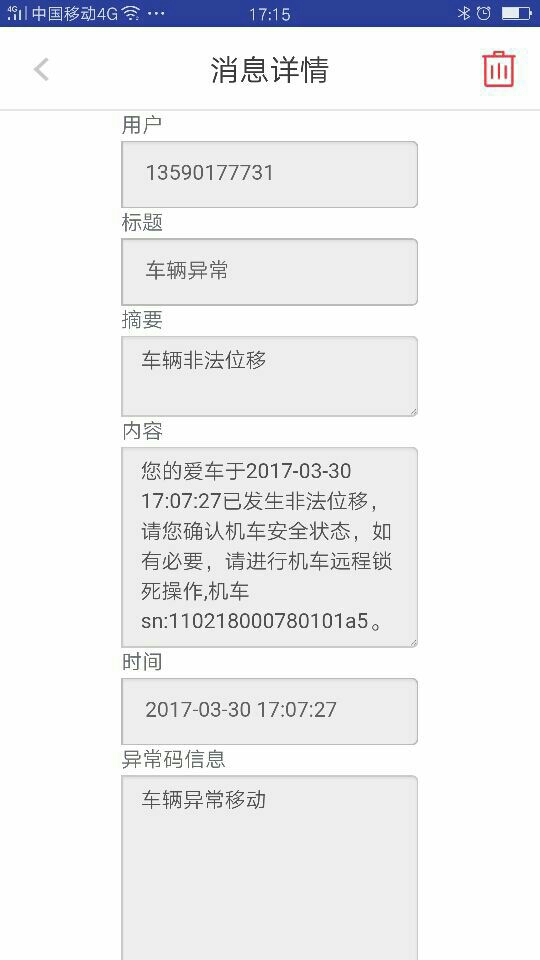 4G 中国移动4G ··· 17:15
消息详情
用户
13590177731
标题
车辆异常
摘要
车辆非法位移
内容
您的爱车于2017-03-30
17:07:27已发生非法位移，
请您确认机车安全状态，如
有必要，请进行机车远程锁
死操作,机车
sn:110218000780101a5。
时间
2017-03-30 17:07:27
异常码信息
车辆异常移动